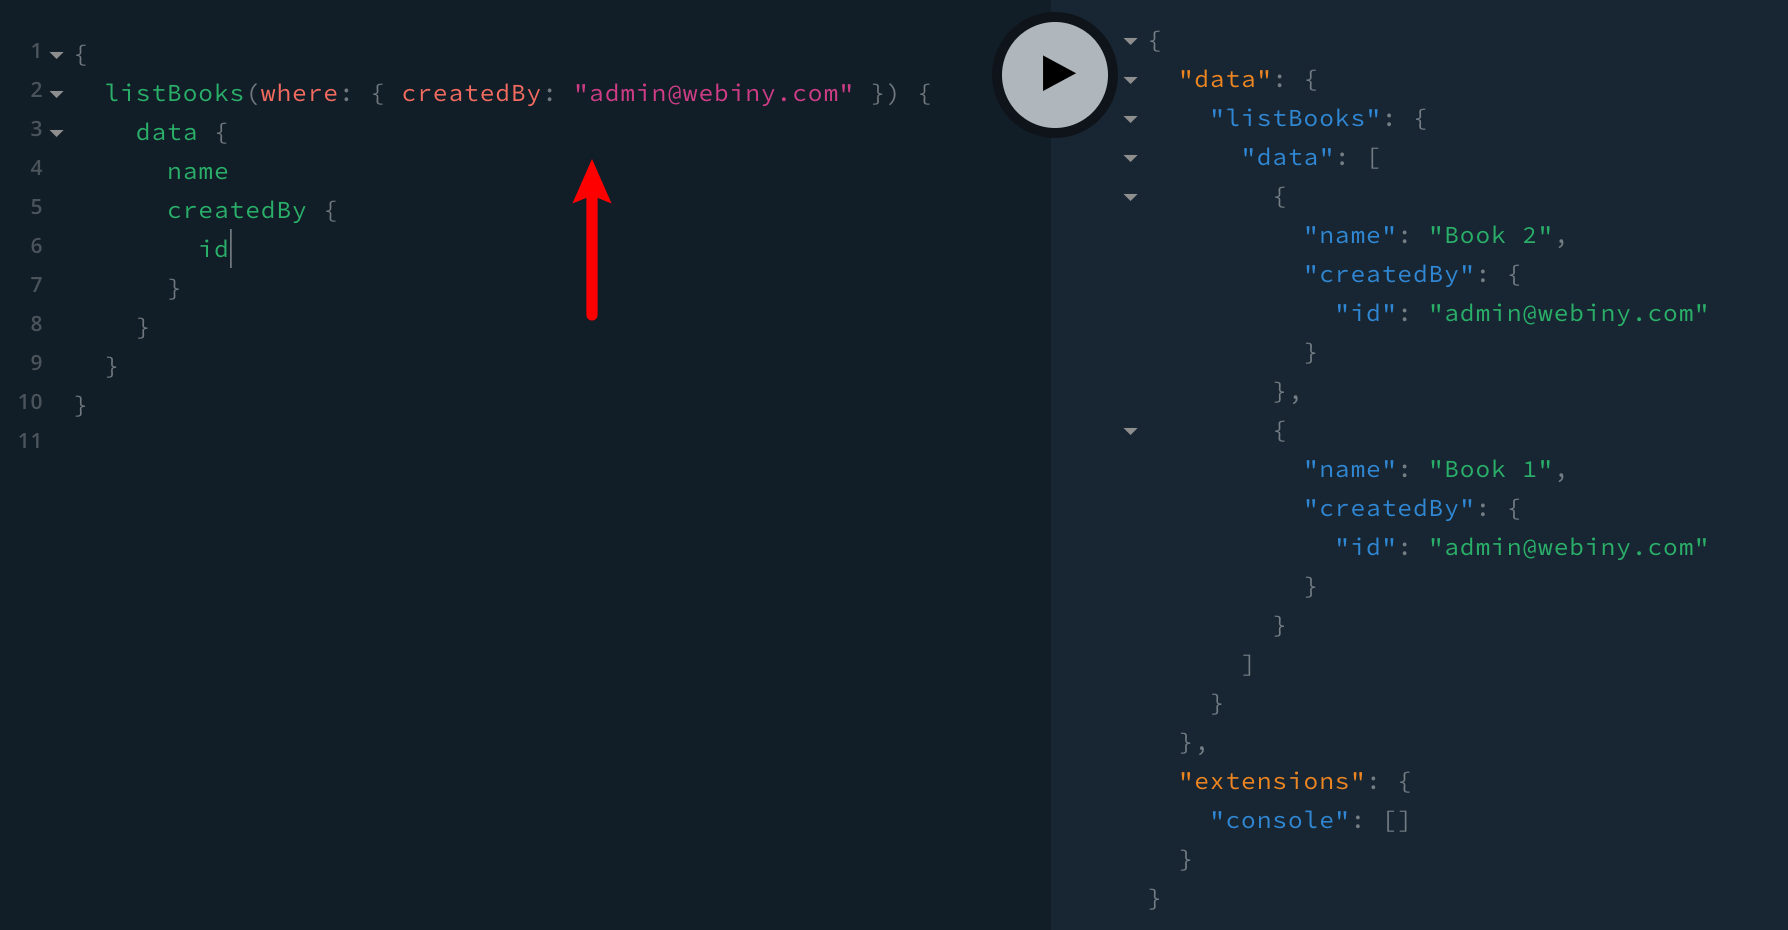 1 {
2 listBooks(where: { createdBy: "admin@webiny.com" }) {
3 data {
4 name
5 createdBy {
6 id
7 }
8 }
9 }
10 }
11
{
"data": {
"listBooks": {
"data": [
{
"name": "Book 2",
"createdBy": {
"id": "admin@webiny.com"
}
},
{
"name": "Book 1",
"createdBy": {
"id": "admin@webiny.com"
}
}
]
}
},
"extensions": {
"console": []
}
}